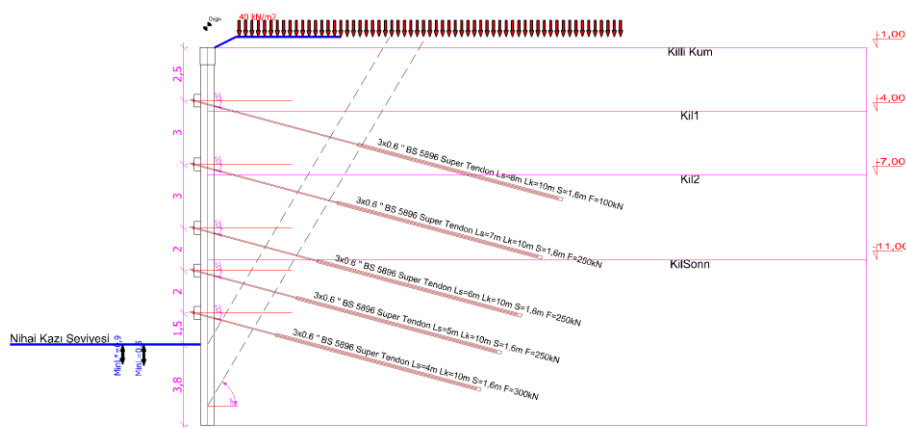 Origin
40 kN/m2
-1,00
Killi Kum
2,5
-4,00
Kil1
3
3x0.6 " BS 5896 Super Tendon Ls=8m Lk=10m S=1,6m F=100kN
-7,00
Kil2
3
3x0.6 " BS 5896 Super Tendon Ls=7m Lk=10m S=1,6m F=250kN
-11,00
KilSonn
2
3x0.6 " BS 5896 Super Tendon Ls=6m Lk=10m S=1,6m F=250kN
2
3x0.6 " BS 5896 Super Tendon Ls=5m Lk=10m S=1,6m F=250kN
1,5
Nihai Kazı Seviyesi
3x0.6 " BS 5896 Super Tendon Ls=4m Lk=10m S=1,6m F=300kN
3,8